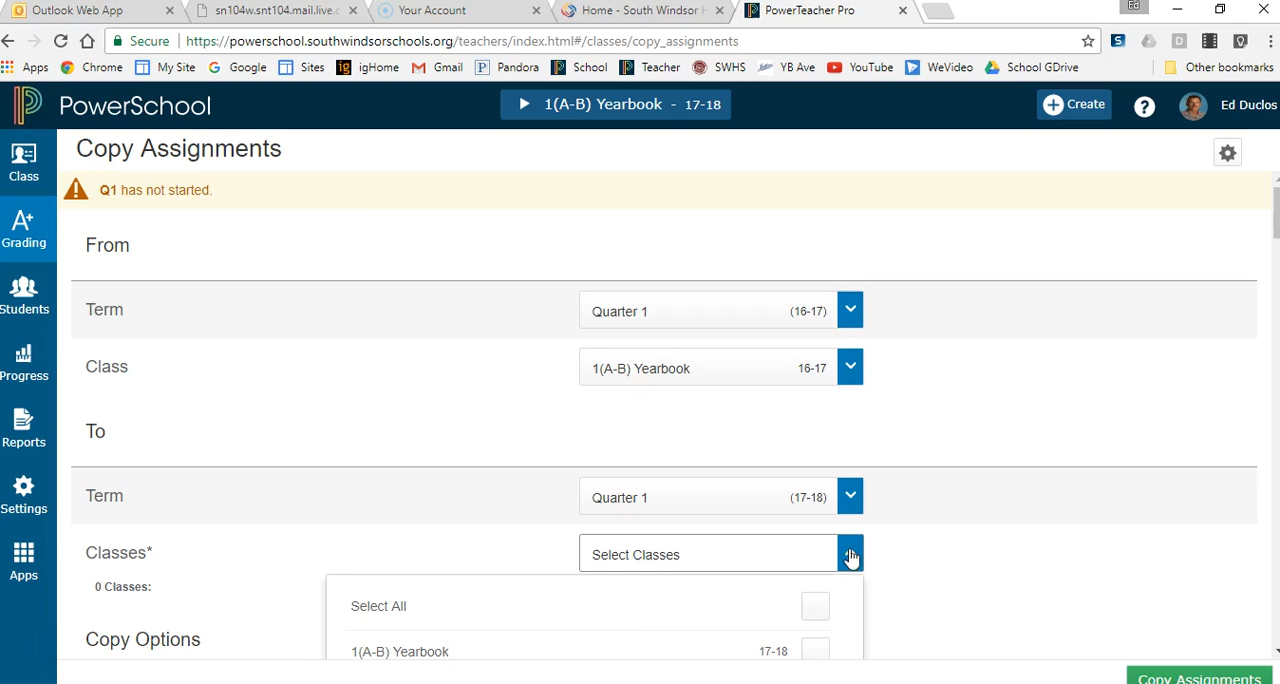 Outlook Web App
sn104w.snt104.mail.live.c
Your Account
Home - South Windsor H
PowerTeacher Pro
Ed
Secure
https://powerschool.southwindsorschools.org/teachers/index.html#/classes/copy_assignments
Apps
Chrome
My Site
Google
Sites
igHome
Gmail
Pandora
School
Teacher
SWHS
YB Ave
YouTube
WeVideo
School GDrive
Other bookmarks
PowerSchool
1(A-B) Yearbook - 17-18
Create
Ed Duclos
Class
Grading
Students
Progress
Reports
Settings
Apps
Copy Assignments
Q1 has not started.
From
Term
Quarter 1 (16-17)
Class
1(A-B) Yearbook 16-17
To
Term
Quarter 1 (17-18)
Classes*
Select Classes
0 Classes:
Select All
Copy Options
1(A-B) Yearbook 17-18
Copy Assignments